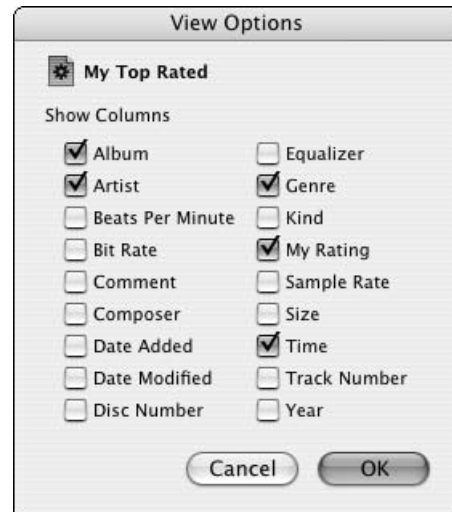 View Options
My Top Rated
Show Columns
Album
Equalizer
Artist
Genre
Beats Per Minute
Kind
Bit Rate
My Rating
Comment
Sample Rate
Composer
Size
Date Added
Time
Date Modified
Track Number
Disc Number
Year
Cancel
OK